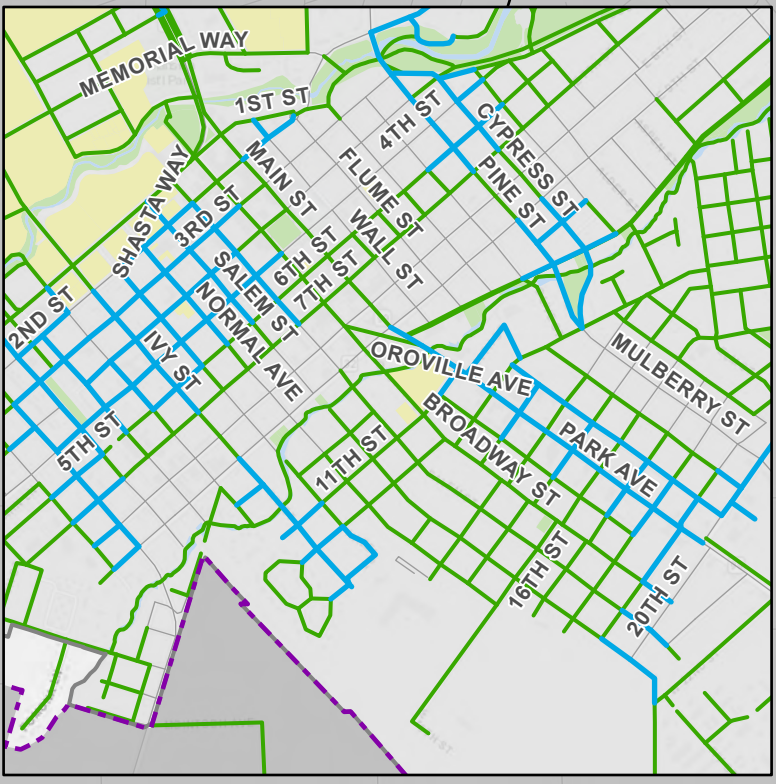 MEMORIAL WAY
1ST ST
4TH ST
CYPRESS ST
MAIN ST
FLUME ST
PINE ST
SHASTA WAY
3RD ST
WALL ST
6TH ST
7TH ST
SALEM ST
2ND ST
NORMAL AVE
IVY ST
OROVILLE AVE
MULBERRY ST
5TH ST
BROADWAY ST
PARK AVE
11TH ST
16TH ST
20TH ST